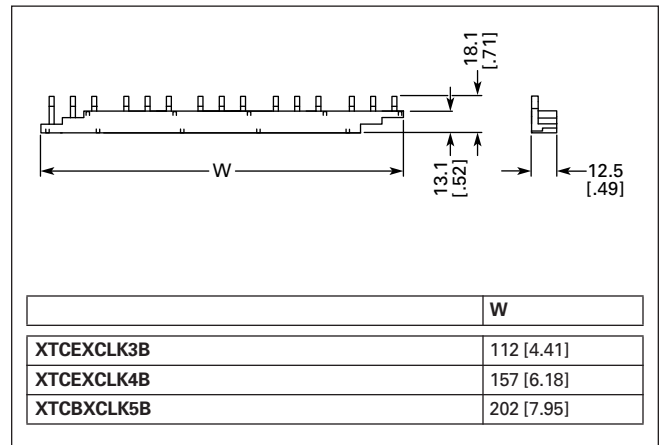 18.1
[.71]
W
13.1
[.52]
12.5
[.49]
W
XTCEXCLK3B 112 [4.41]
XTCEXCLK4B 157 [6.18]
XTCBXCLK5B 202 [7.95]